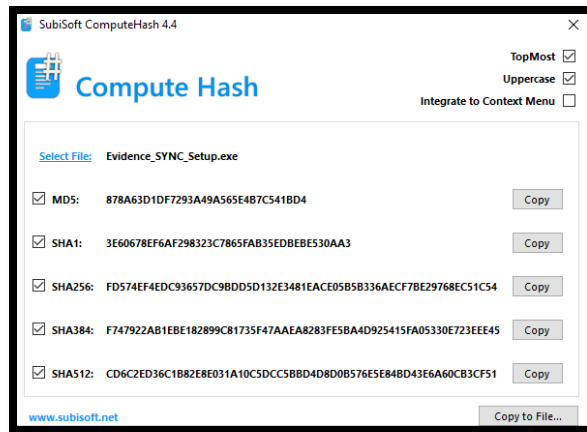 SubiSoft ComputeHash 4.4
TopMost
Compute Hash
Uppercase
Integrate to Context Menu
Select File: Evidence_SYNC_Setup.exe
MD5: 878A63D1DF7293A49A565E4B7C541BD4 Copy
SHA1: 3E60678EF6AF298323C7865FAB35EDBEBE530AA3 Copy
SHA256: FD574EF4EDC93657DC9BDD5D132E3481EACE05B5B336AECF7BE29768EC51C54 Copy
SHA384: F747922AB1EBE182899C81735F47AAEA8283FE5BA4D925415FA05330E723EEE45 Copy
SHA512: CD6C2ED36C1B82E8E031A10C5DCC5BBD4D8D0B576E5E84BD43E6A60CB3CF51 Copy
www.subisoft.net
Copy to File...